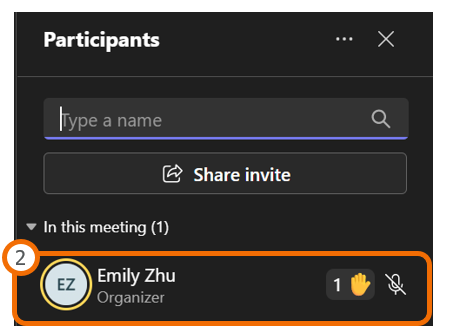 Participants
Type a name
Share invite
In this meeting (1)
2
EZ
Emily Zhu
1
Organizer